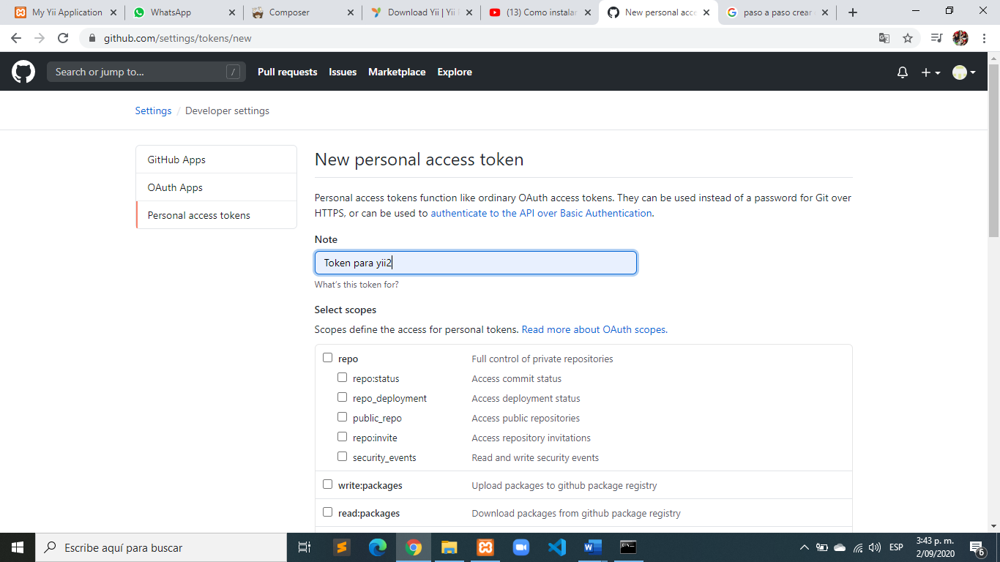 My Yii Application
WhatsApp
Composer
Download Yii | Yii
(13) Como instalar
New personal acce
paso a paso crear
github.com/settings/tokens/new
Search or jump to...
/
Pull requests
Issues
Marketplace
Explore
Settings / Developer settings
GitHub Apps
OAuth Apps
Personal access tokens
New personal access token
Personal access tokens function like ordinary OAuth access tokens. They can be used instead of a password for Git over
HTTPS, or can be used to authenticate to the API over Basic Authentication.
Note
Token para yii2
What's this token for?
Select scopes
Scopes define the access for personal tokens. Read more about OAuth scopes.
repo Full control of private repositories
repo:status Access commit status
repo_deployment Access deployment status
public_repo Access public repositories
repo:invite Access repository invitations
security_events Read and write security events
write:packages Upload packages to github package registry
read:packages Download packages from github package registry
Escribe aquí para buscar
ESP
3:43 p. m.
2/09/2020
6